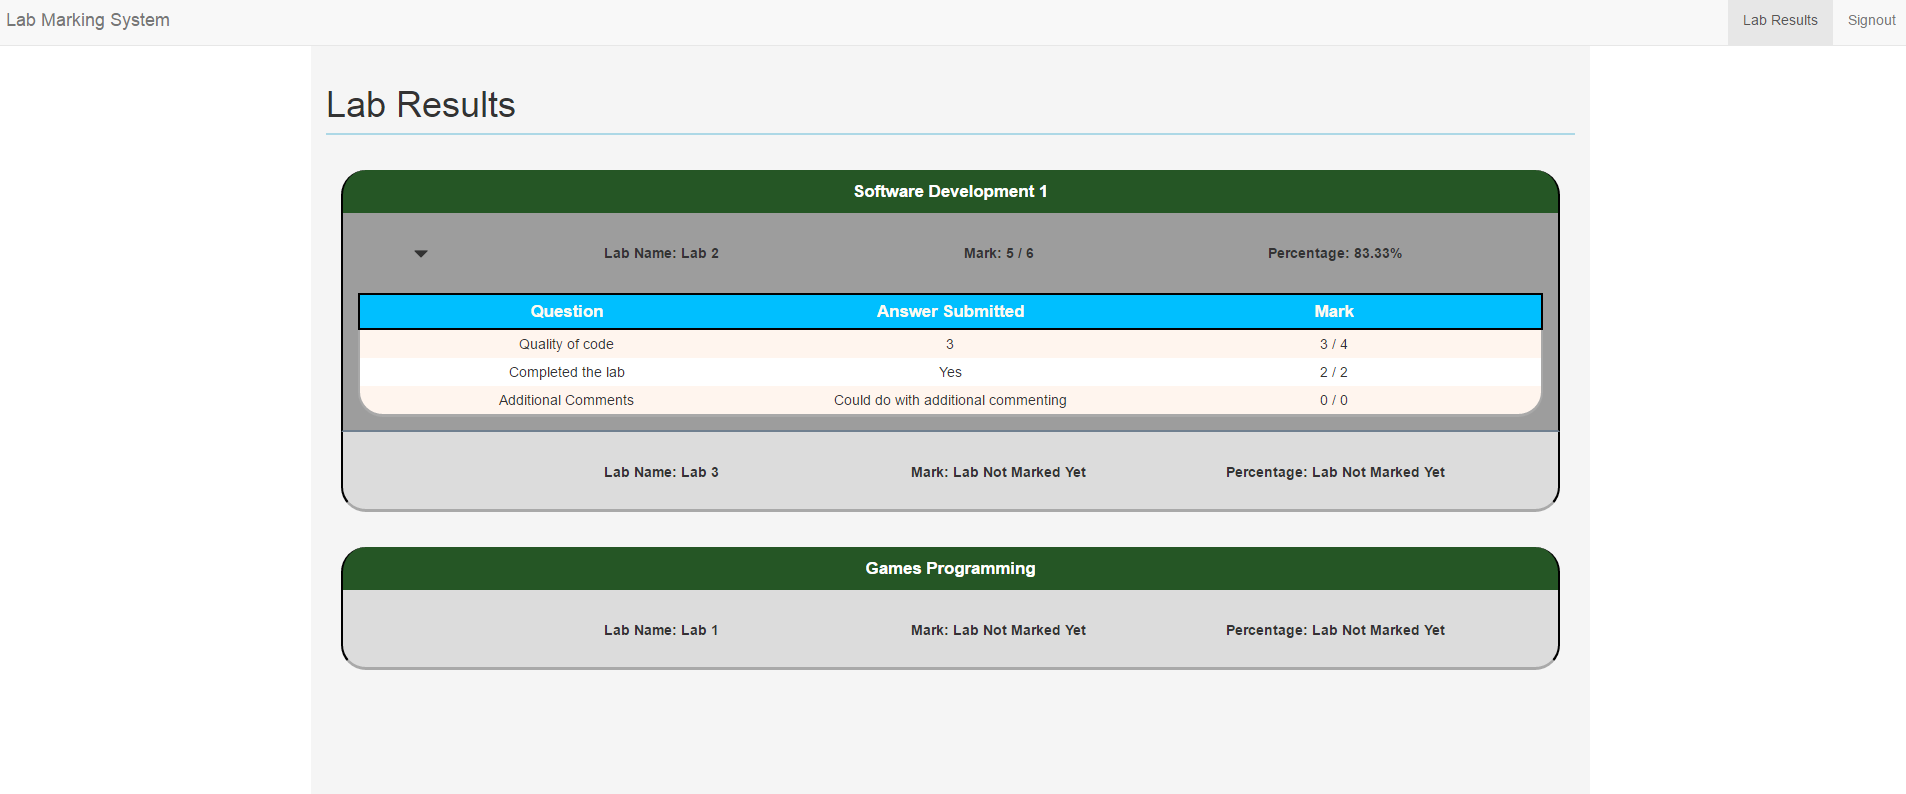 Lab Marking System Lab Results Signout
Lab Results
Software Development 1
Lab Name: Lab 2 Mark: 5 / 6 Percentage: 83.33%
Question Answer Submitted Mark
Quality of code 3 3 / 4
Completed the lab Yes 2 / 2
Additional Comments Could do with additional commenting 0 / 0
Lab Name: Lab 3 Mark: Lab Not Marked Yet Percentage: Lab Not Marked Yet
Games Programming
Lab Name: Lab 1 Mark: Lab Not Marked Yet Percentage: Lab Not Marked Yet